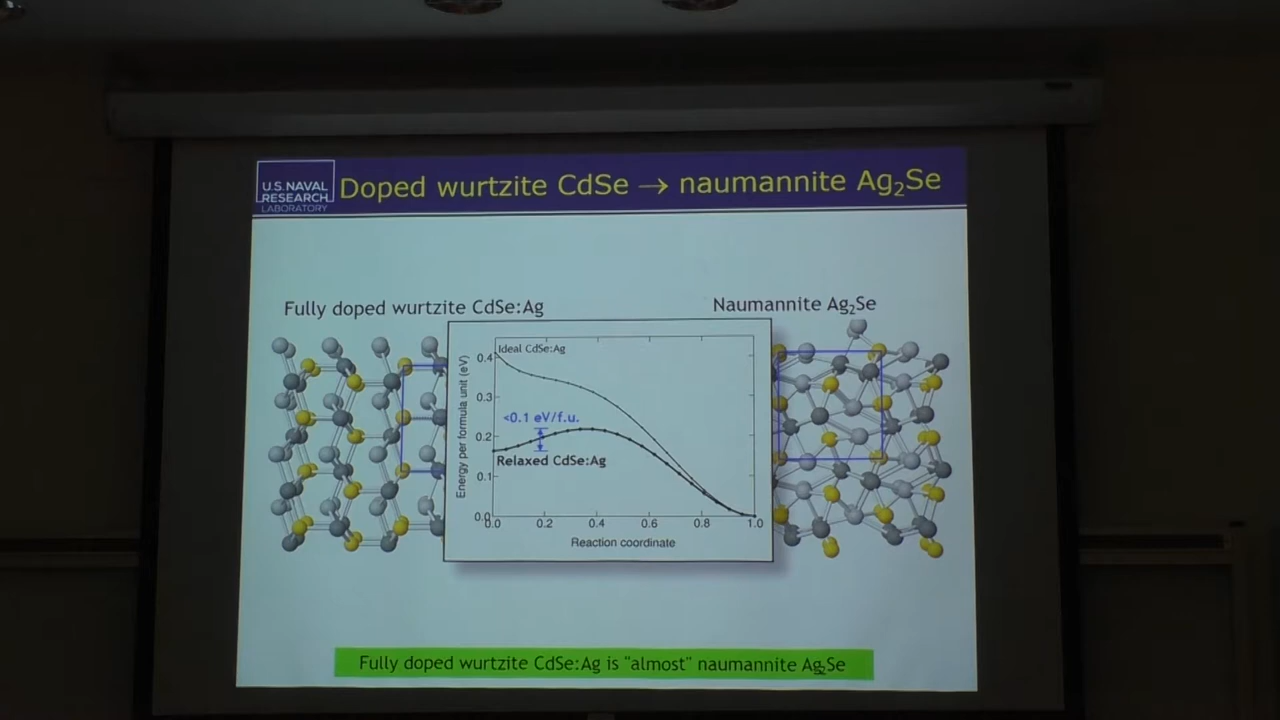 U.S. NAVAL
RESEARCH
LABORATORY
Doped wurtzite CdSe → naumannite Ag₂Se
Fully doped wurtzite CdSe:Ag
Naumannite Ag₂Se
Ideal CdSe:Ag
<0.1 eV/f.u.
Relaxed CdSe:Ag
Energy per formula unit (eV)
0.4
0.3
0.2
0.1
0.0
0.0 0.2 0.4 0.6 0.8 1.0
Reaction coordinate
Fully doped wurtzite CdSe:Ag is "almost" naumannite Ag₂Se